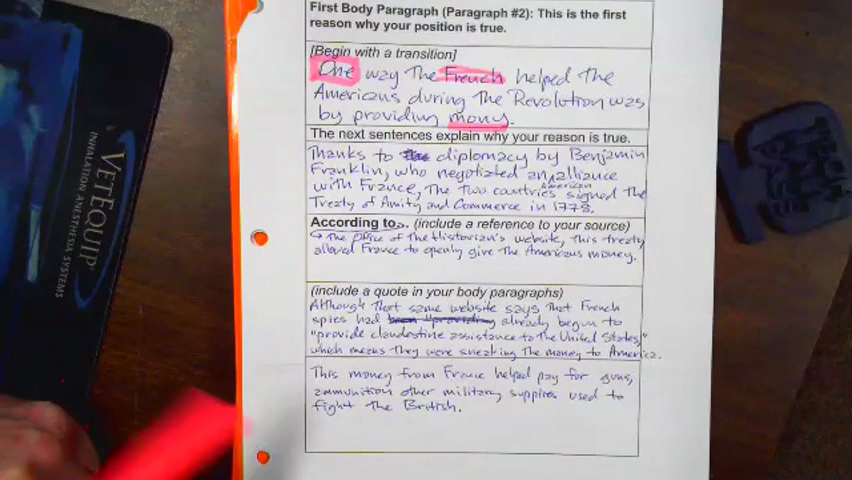 First Body Paragraph (Paragraph #2): This is the first
reason why your position is true.
[Begin with a transition]
One way the French helped the
Americans during the Revolution was
by providing mony.
The next sentences explain why your reason is true.
Thanks to diplomacy by Benjamin
Franklin, who negotiated an alliance
American
with France, the two countries signed the
Treaty of Amity and Commerce in 1778.
According to... (include a reference to your source)
↳ The Office of the Historian's website, this treaty
allowed France to openly give the Americans money.
(include a quote in your body paragraphs)
Although that same website says that French
spies had been "providing already begun to
"provide clandestine assistance to the United States,"
which means they were sneaking the money to America.
This money from France helped pay for guns,
ammunition other military supplies used to
fight the British.
VETEQUIP
INHALATION ANESTHESIA SYSTEMS